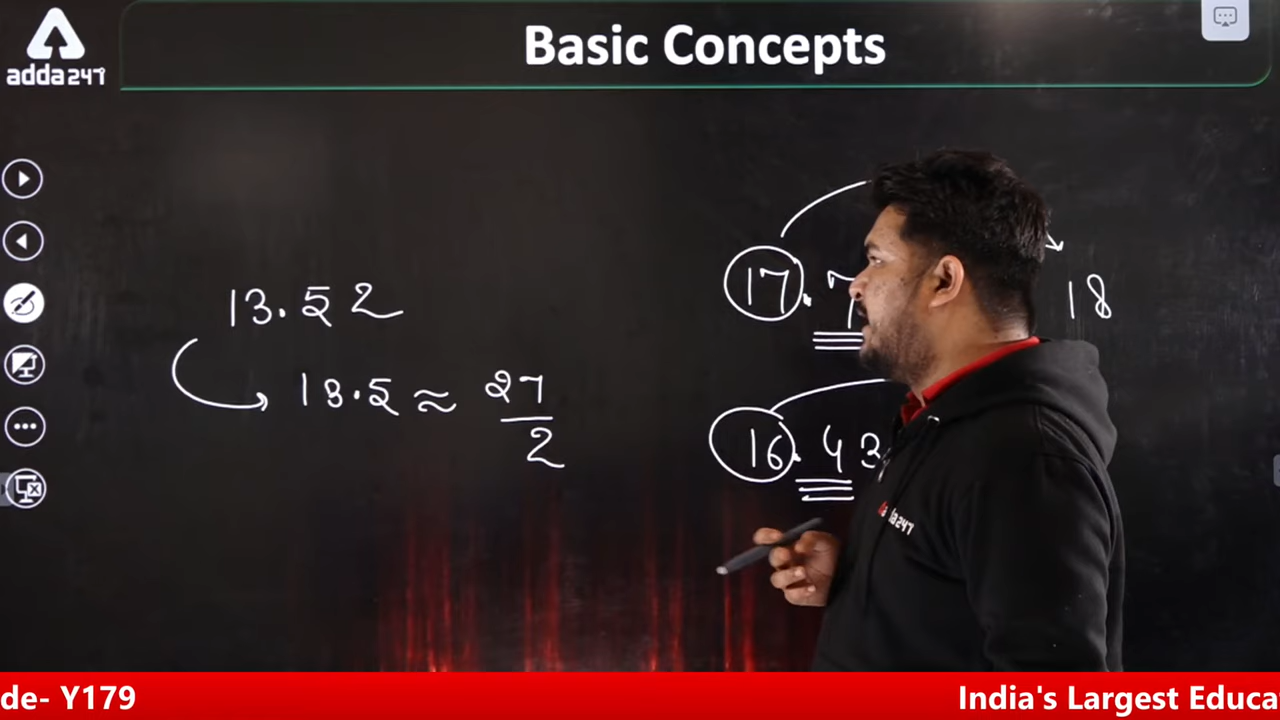 adda247
Basic Concepts
13.52
13.5 ≈ 27/2
17.7
18
16.43
adda247
de- Y179
India's Largest Educa